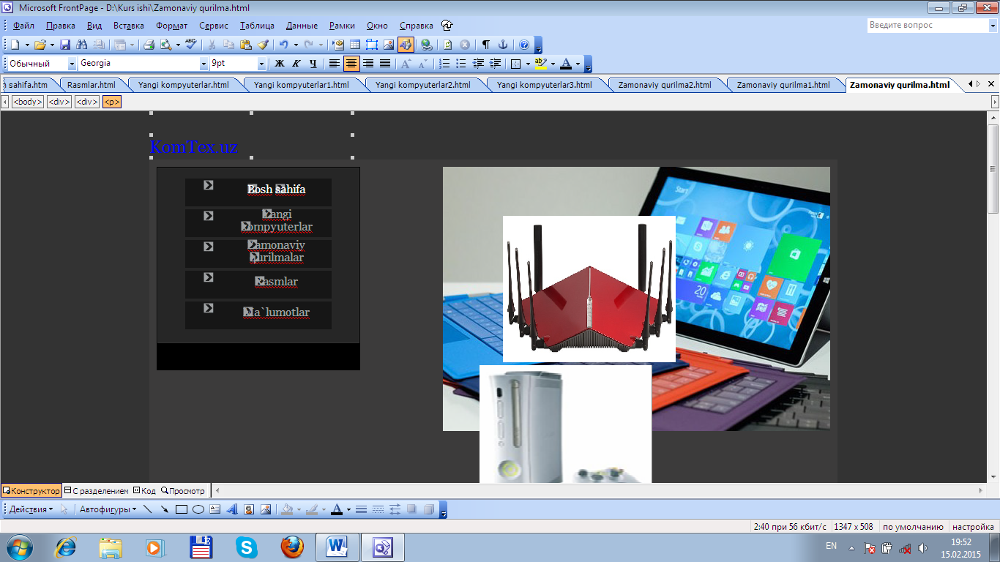 Microsoft FrontPage - D:\Kurs ishi\Zamonaviy qurilma.html
Файл Правка Вид Вставка Формат Сервис Таблица Данные Рамки Окно Справка Введите вопрос
Обычный Georgia 9pt Ж К Ч
sahifa.htm Rasmlar.html Yangi kompyuterlar.html Yangi kompyuterlar1.html Yangi kompyuterlar2.html Yangi kompyuterlar3.html Zamonaviy qurilma2.html Zamonaviy qurilma1.html Zamonaviy qurilma.html
<body> <div> <div> <p>
KomTex.uz
Bosh sahifa
Yangi
kompyuterlar
Zamonaviy
qurilmalar
Rasmlar
Ma`lumotlar
Start
20
Конструктор С разделением Код Просмотр
Действия Автофигуры
2:40 при 56 кбит/с 1347 x 508 по умолчанию настройка
EN 19:52
15.02.2015